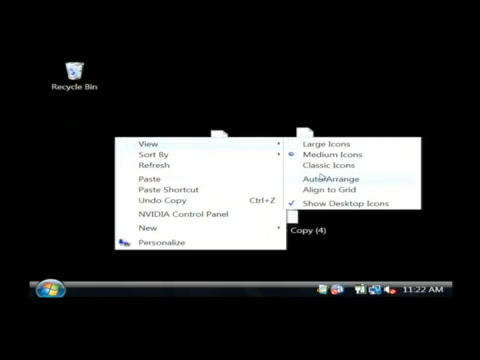 Recycle Bin
View
Sort By
Refresh
Paste
Paste Shortcut
Undo Copy Ctrl+Z
NVIDIA Control Panel
New
Personalize
Large Icons
Medium Icons
Classic Icons
Auto Arrange
Align to Grid
Show Desktop Icons
Copy (4)
11:22 AM